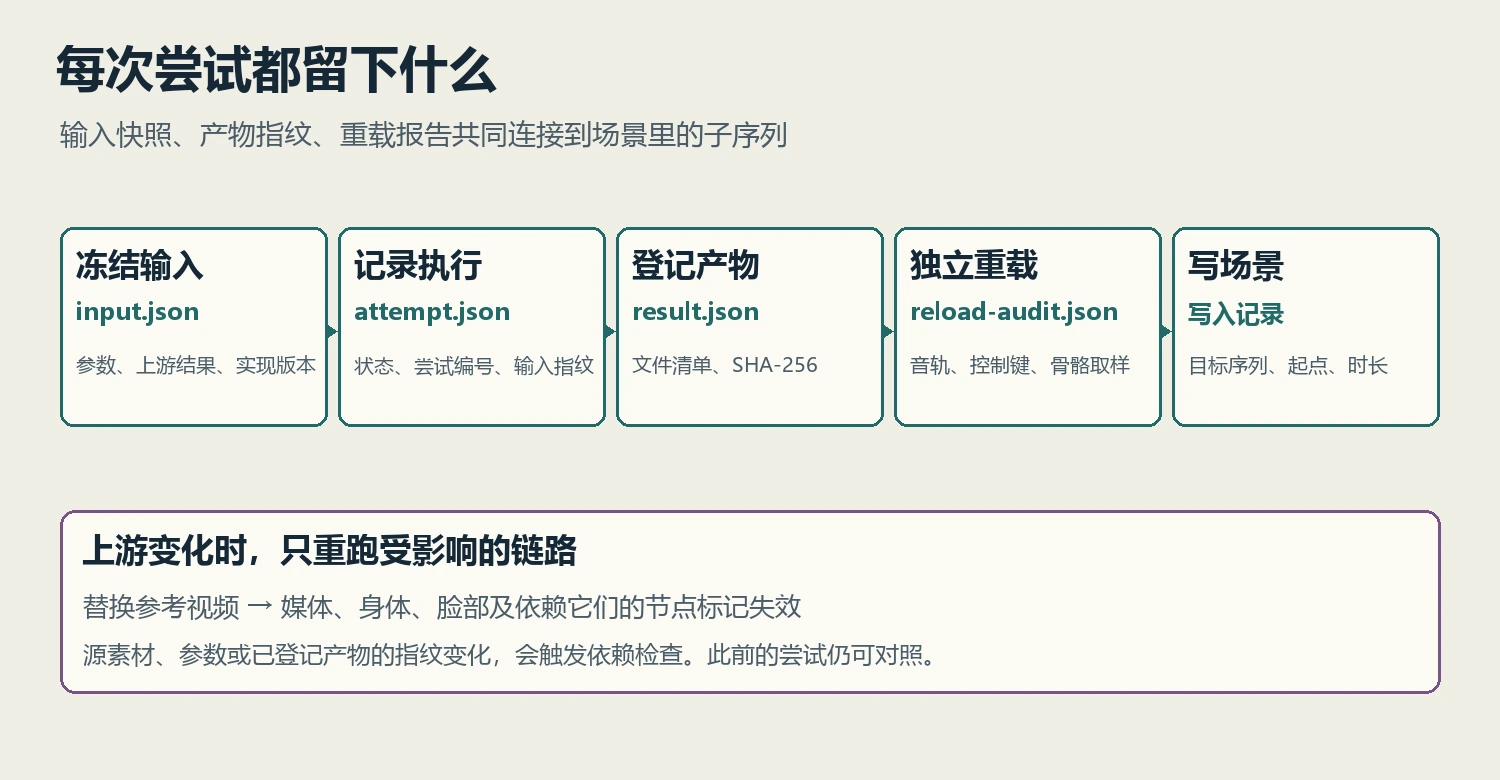 每次尝试都留下什么
输入快照、产物指纹、重载报告共同连接到场景里的子序列
冻结输入
input.json
参数、上游结果、实现版本
记录执行
attempt.json
状态、尝试编号、输入指纹
登记产物
result.json
文件清单、SHA-256
独立重载
reload-audit.json
音轨、控制键、骨骼取样
写场景
写入记录
目标序列、起点、时长
上游变化时，只重跑受影响的链路
替换参考视频 → 媒体、身体、脸部及依赖它们的节点标记失效
源素材、参数或已登记产物的指纹变化，会触发依赖检查。此前的尝试仍可对照。